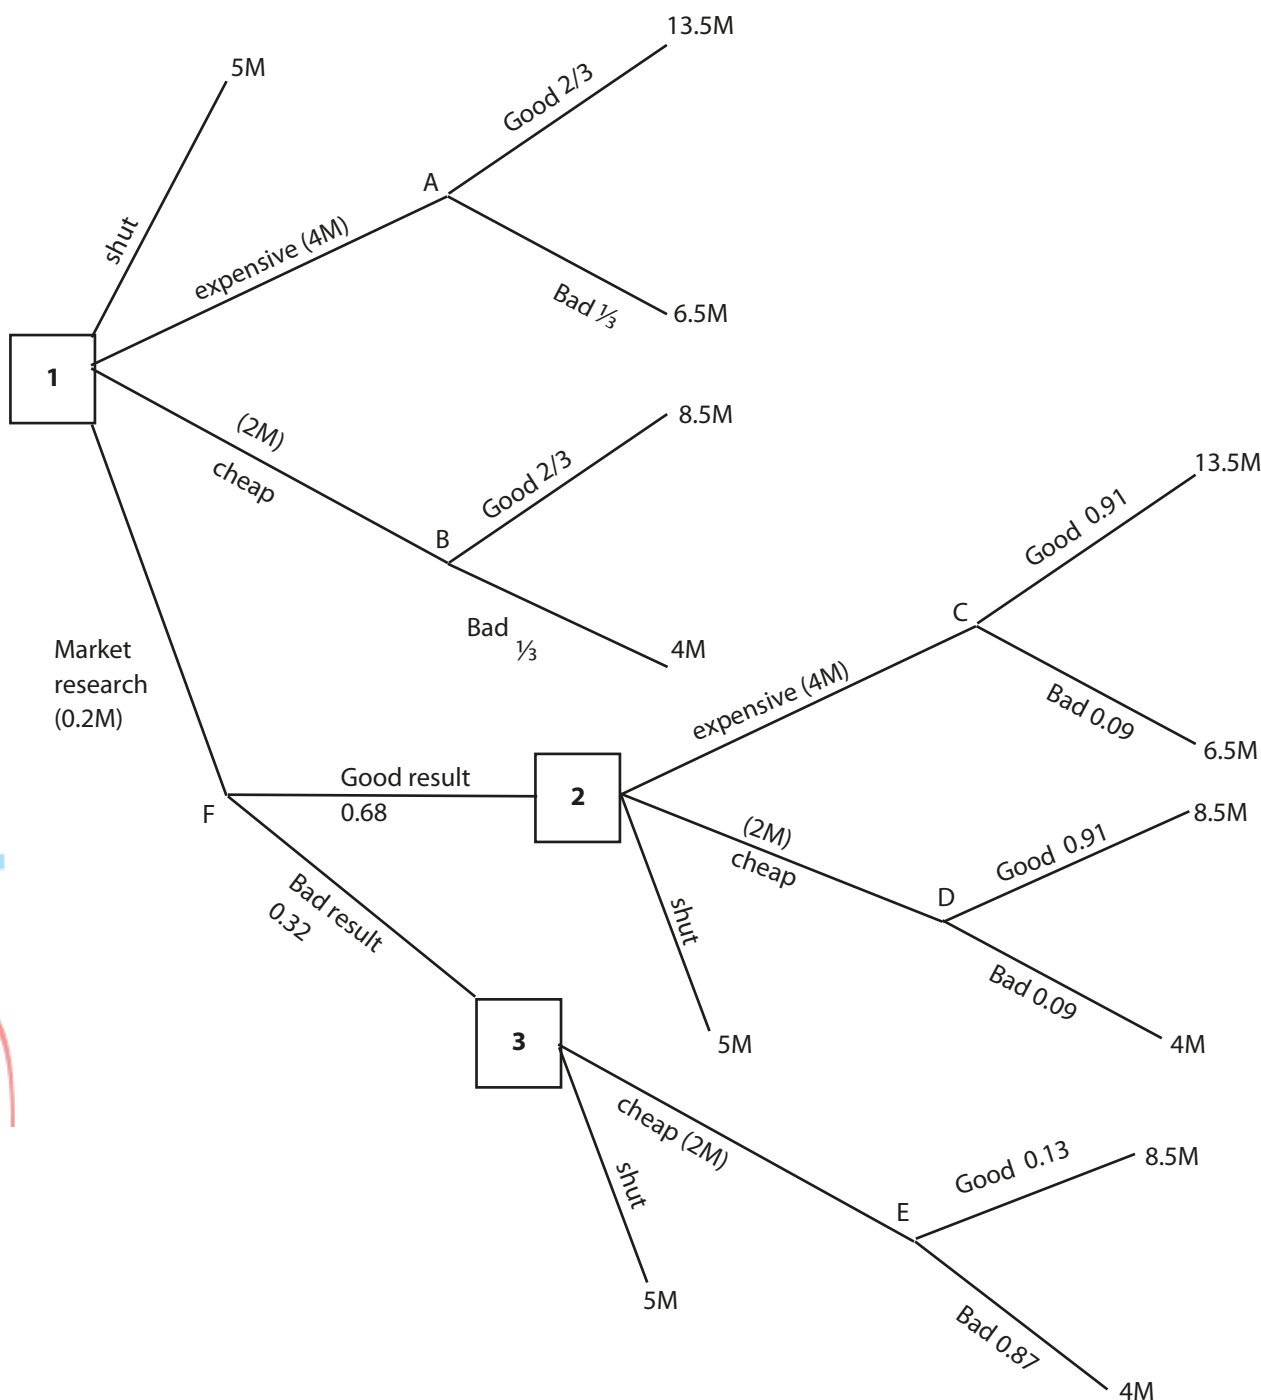 13.5M
5M
Good 2/3
A
shut
expensive (4M)
Bad ⅓
6.5M
1
8.5M
(2M)
cheap
Good 2/3
B
Bad
⅓
4M
13.5M
Good 0.91
C
Market
research
(0.2M)
expensive (4M)
Bad 0.09
6.5M
Good result
0.68
F
2
(2M)
cheap
8.5M
Good 0.91
D
shut
Bad 0.09
5M
4M
Bad result
0.32
3
cheap (2M)
shut
5M
Good 0.13
8.5M
E
Bad 0.87
4M